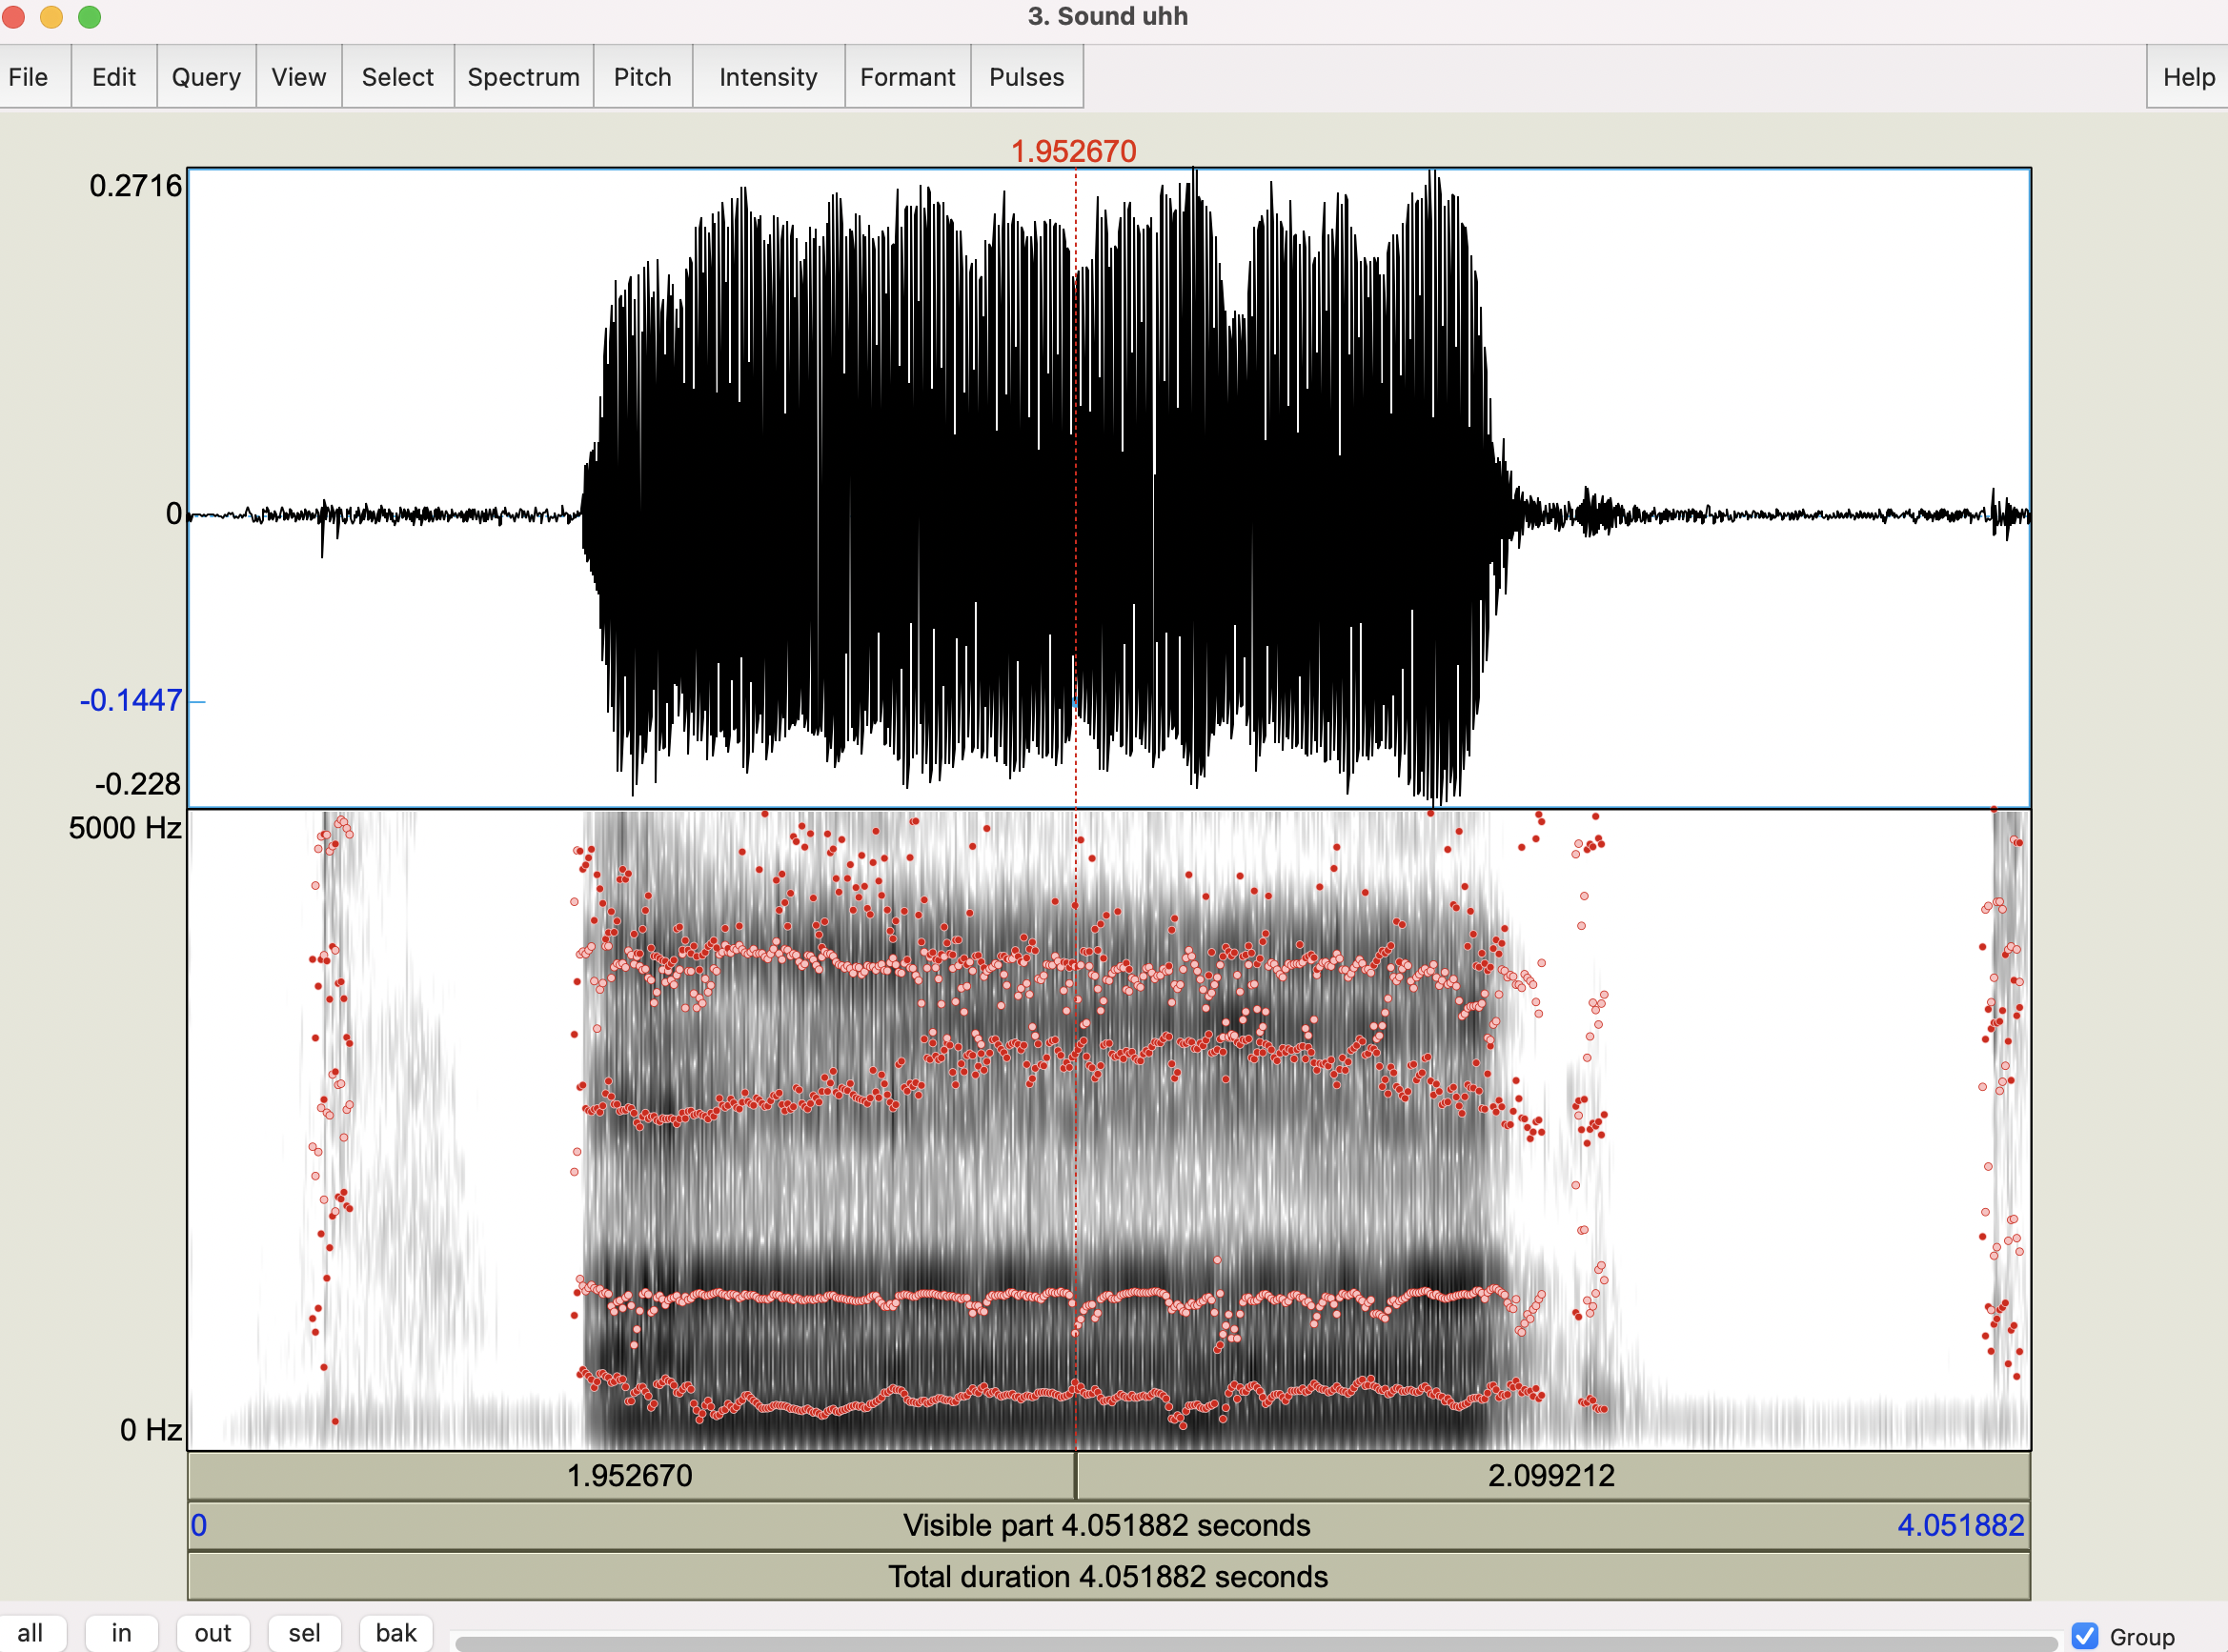 3. Sound uhh
File Edit Query View Select Spectrum Pitch Intensity Formant Pulses Help
1.952670
0.2716
0
-0.1447
-0.228
5000 Hz
0 Hz
1.952670 2.099212
0 Visible part 4.051882 seconds 4.051882
Total duration 4.051882 seconds
all in out sel bak Group